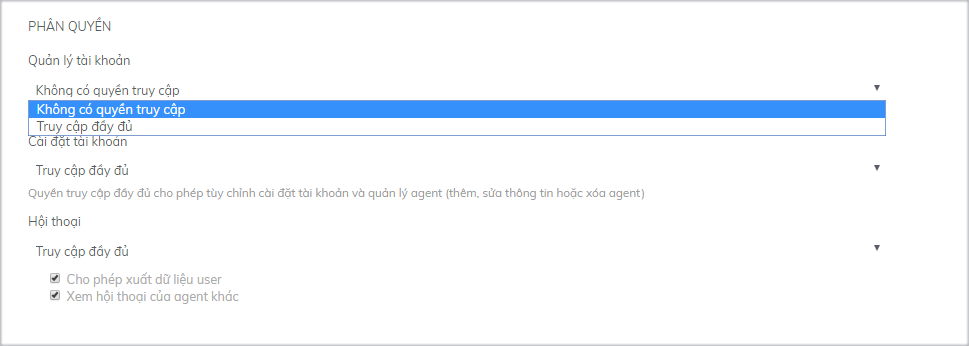 PHÂN QUYỀN
Quản lý tài khoản
Không có quyền truy cập
Không có quyền truy cập
Truy cập đầy đủ
Cài đặt tài khoản
Truy cập đầy đủ
Quyền truy cập đầy đủ cho phép tùy chỉnh cài đặt tài khoản và quản lý agent (thêm, sửa thông tin hoặc xóa agent)
Hội thoại
Truy cập đầy đủ
Cho phép xuất dữ liệu user
Xem hội thoại của agent khác